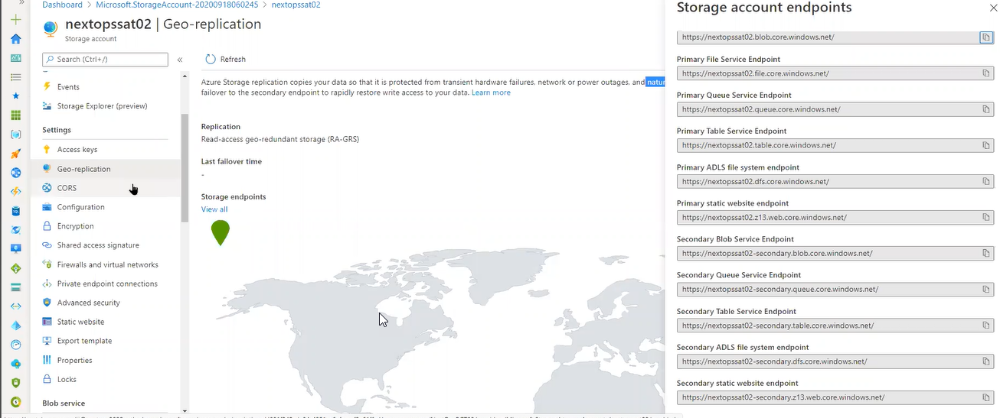 Dashboard > Microsoft.StorageAccount-20200918060245 > nextopssat02
nextopssat02 | Geo-replication
Storage account
Search (Ctrl+/)
Events
Storage Explorer (preview)
Settings
Access keys
Geo-replication
CORS
Configuration
Encryption
Shared access signature
Firewalls and virtual networks
Private endpoint connections
Advanced security
Static website
Export template
Properties
Locks
Blob service
Refresh
Azure Storage replication copies your data so that it is protected from transient hardware failures, network or power outages, and
failover to the secondary endpoint to rapidly restore write access to your data. Learn more
Replication
Read-access geo-redundant storage (RA-GRS)
Last failover time
-
Storage endpoints
View all
Storage account endpoints
https://nextopssat02.blob.core.windows.net/
Primary File Service Endpoint
https://nextopssat02.file.core.windows.net/
Primary Queue Service Endpoint
https://nextopssat02.queue.core.windows.net/
Primary Table Service Endpoint
https://nextopssat02.table.core.windows.net/
Primary ADLS file system endpoint
https://nextopssat02.dfs.core.windows.net/
Primary static website endpoint
https://nextopssat02.z13.web.core.windows.net/
Secondary Blob Service Endpoint
https://nextopssat02-secondary.blob.core.windows.net/
Secondary Queue Service Endpoint
https://nextopssat02-secondary.queue.core.windows.net/
Secondary Table Service Endpoint
https://nextopssat02-secondary.table.core.windows.net/
Secondary ADLS file system endpoint
https://nextopssat02-secondary.dfs.core.windows.net/
Secondary static website endpoint
https://nextopssat02-secondary.z13.web.core.windows.net/